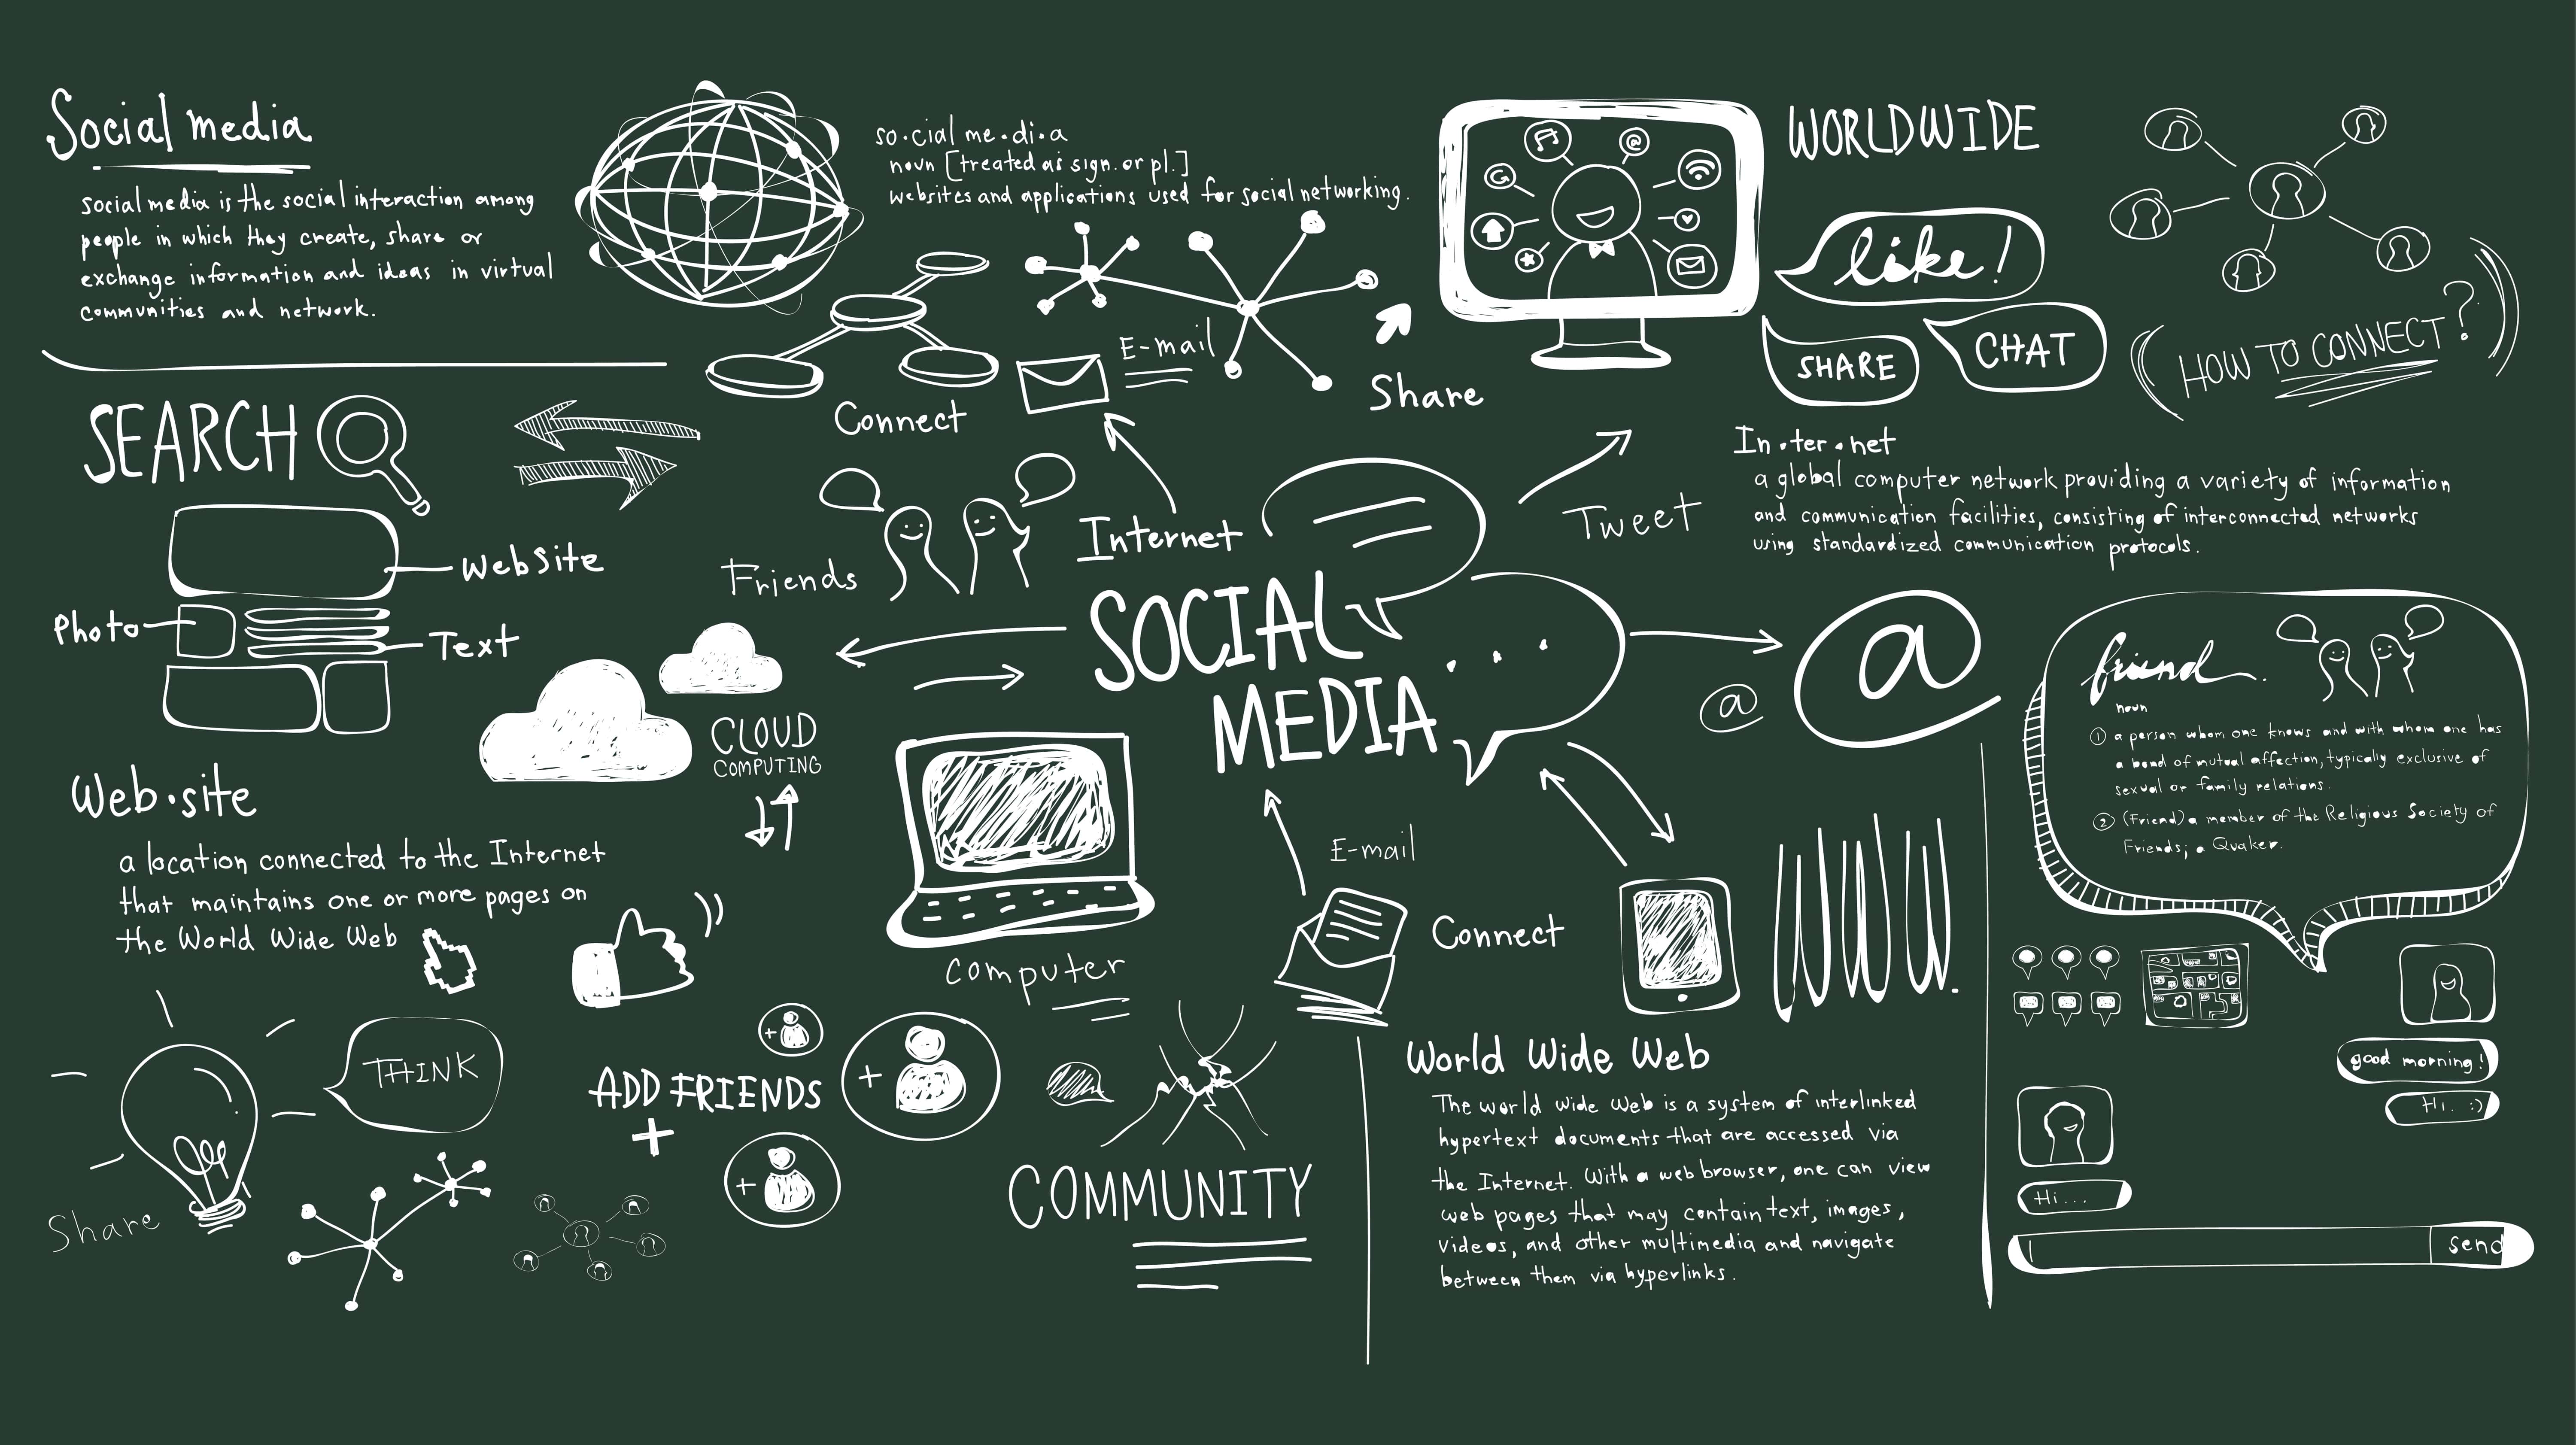 Social media
social media is the social interaction among
people in which they create, share or
exchange information and ideas in virtual
communities and network.
so·cial me·di·a
noun [treated as sign. or pl.]
websites and applications used for social networking.
Connect
E-mail
Share
G
@
WORLDWIDE
like!
SHARE
CHAT
HOW TO CONNECT?
SEARCH
Website
Photo
Text
Friends
Internet
SOCIAL
MEDIA
...
Tweet
In·ter·net
a global computer network providing a variety of information
and communication facilities, consisting of interconnected networks
using standardized communication protocols.
@
@
CLOUD
COMPUTING
Web·site
a location connected to the Internet
that maintains one or more pages on
the World Wide Web
computer
E-mail
Connect
WWW.
friend.
noun
① a person whom one knows and with whom one has
a bond of mutual affection, typically exclusive of
sexual or family relations.
② (Friend) a member of the Religious Society of
Friends; a Quaker.
good morning!
Hi. :)
Hi...
send
THINK
Share
ADD FRIENDS
+
+
+
+
COMMUNITY
World Wide Web
The world wide web is a system of interlinked
hypertext documents that are accessed via
the Internet. With a web browser, one can view
web pages that may contain text, images,
videos, and other multimedia and navigate
between them via hyperlinks.